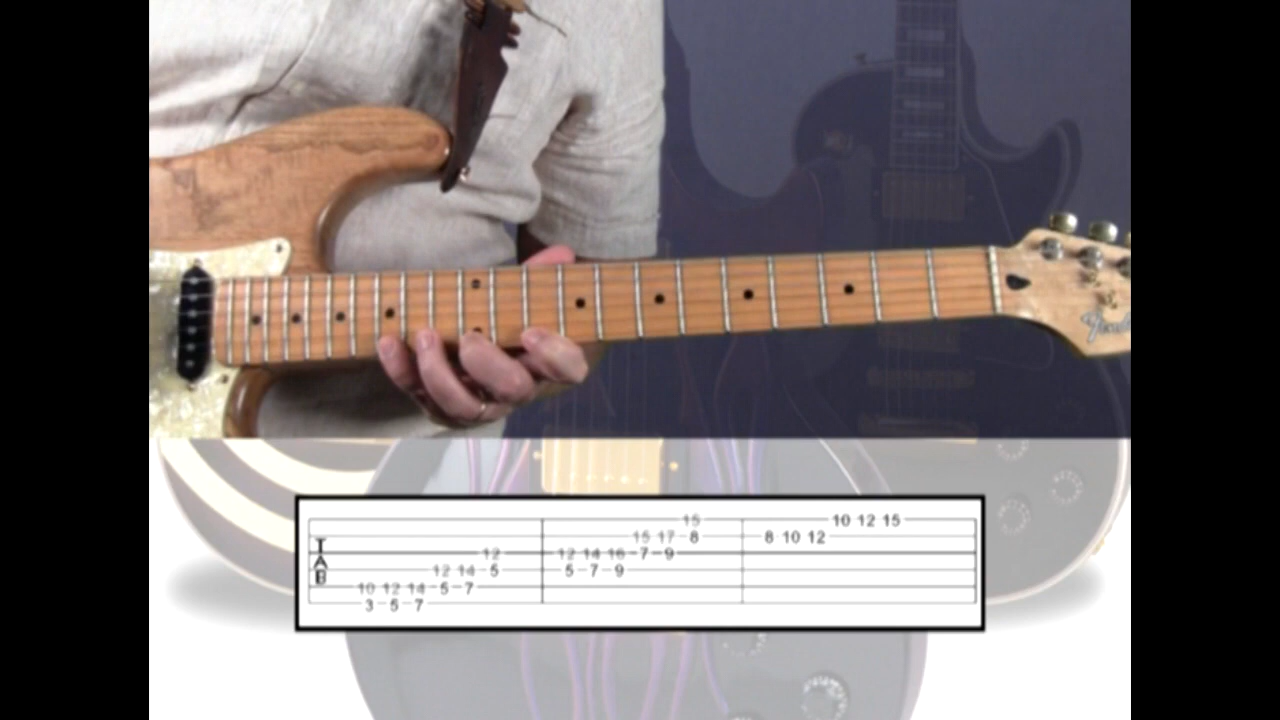 Fend
15 10 12 15
15 17 8 8 10 12
T 12 12 14 16 7 9
A 12 14 5 5 7 9
B 10 12 14 5 7
3 5 7